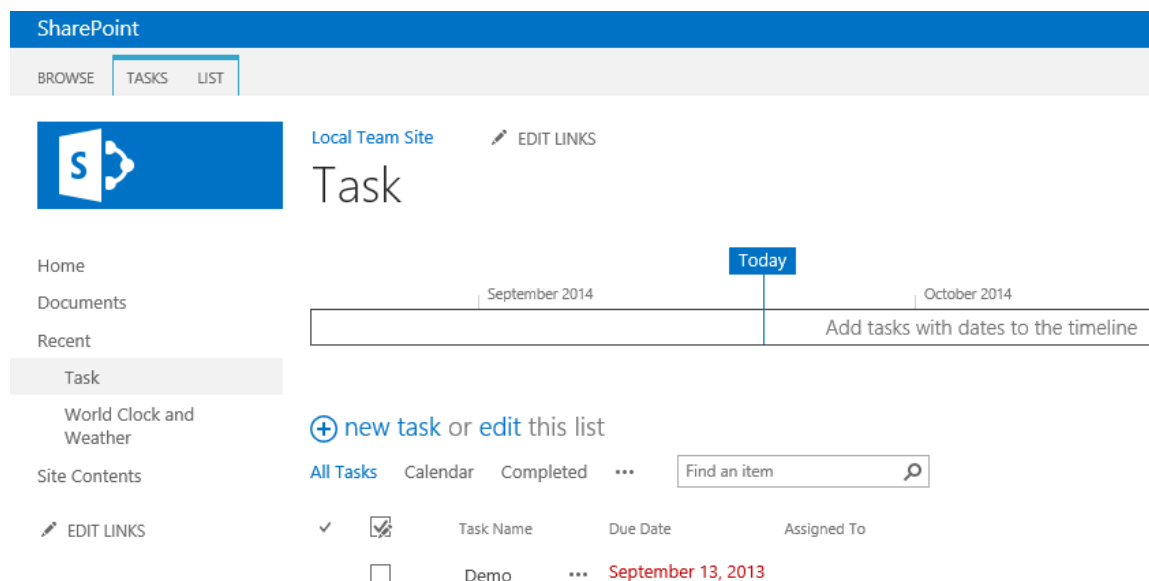 SharePoint
BROWSE TASKS LIST
S
Local Team Site EDIT LINKS
Task
Home
Documents
Recent
Task
World Clock and
Weather
Site Contents
EDIT LINKS
Today
September 2014 October 2014
Add tasks with dates to the timeline
new task or edit this list
All Tasks Calendar Completed ••• Find an item
Task Name Due Date Assigned To
Demo ••• September 13, 2013